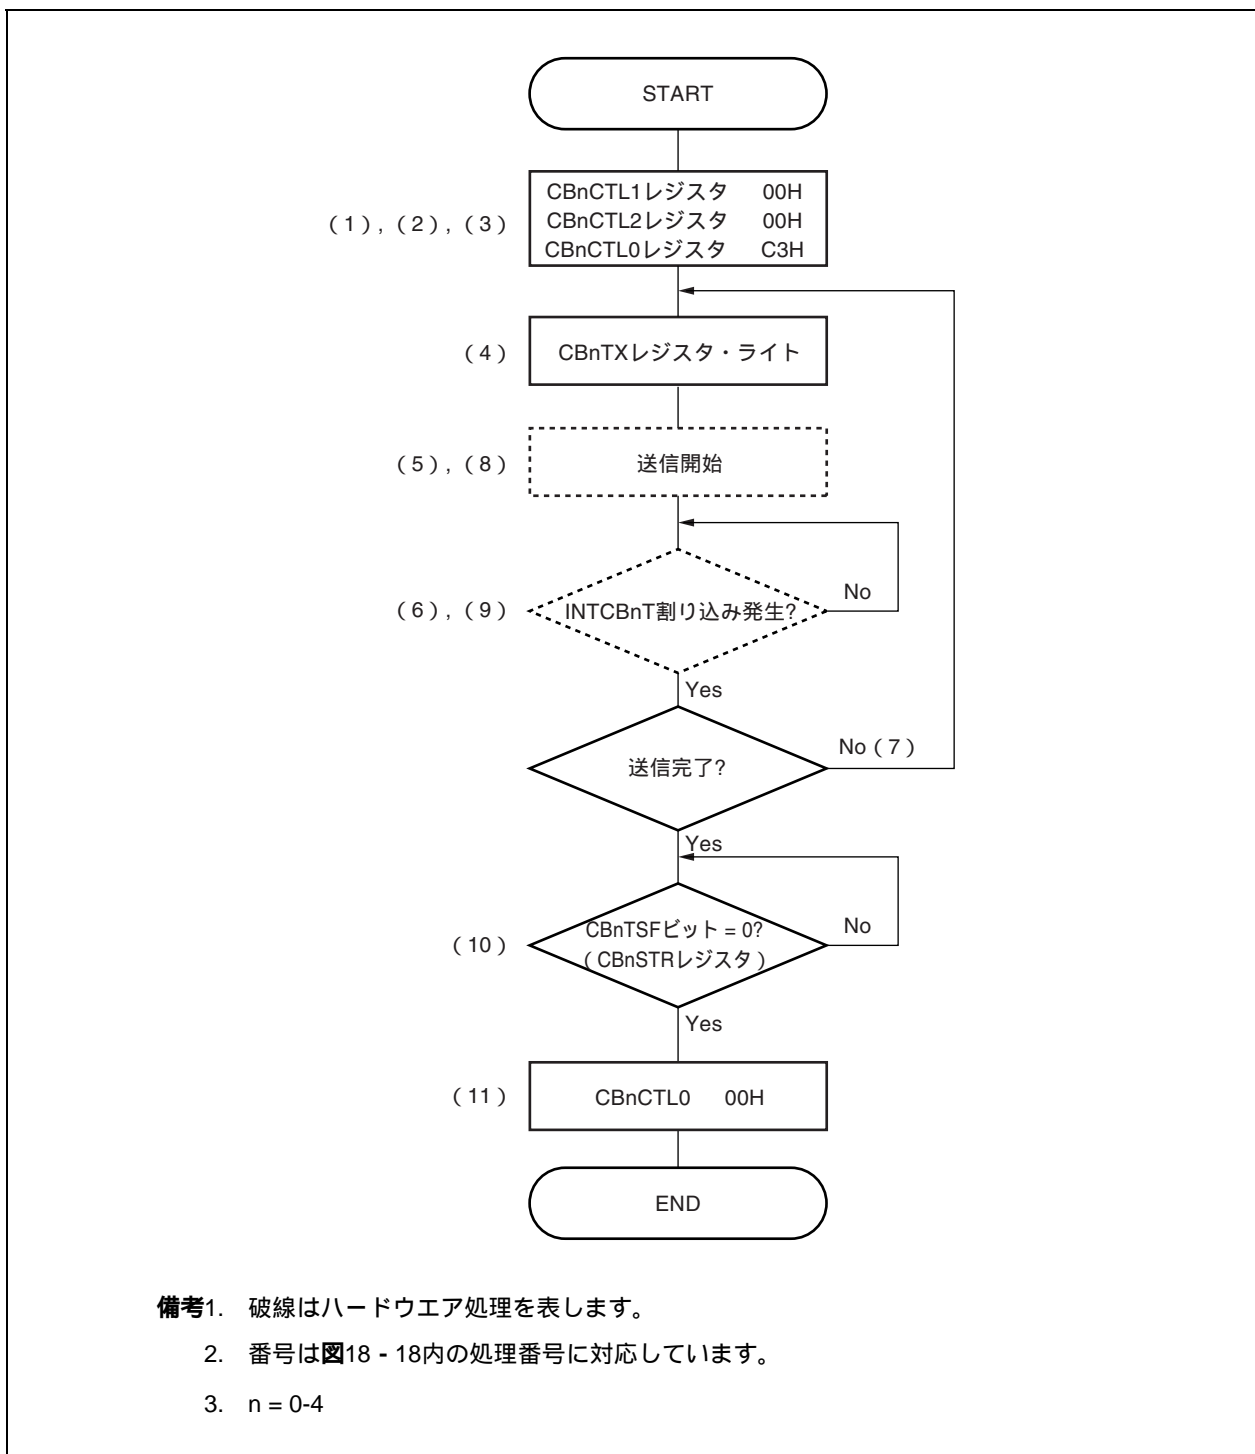 START
（1），（2），（3）
CBnCTL1レジスタ　00H
CBnCTL2レジスタ　00H
CBnCTL0レジスタ　C3H
（4）
CBnTXレジスタ・ライト
（5），（8）
送信開始
（6），（9）
INTCBnT割り込み発生?
No
Yes
送信完了?
No（7）
Yes
（10）
CBnTSFビット = 0?
（CBnSTRレジスタ）
No
Yes
（11）
CBnCTL0　00H
END
備考1.　破線はハードウエア処理を表します。
2.　番号は図18 - 18内の処理番号に対応しています。
3.　n = 0-4